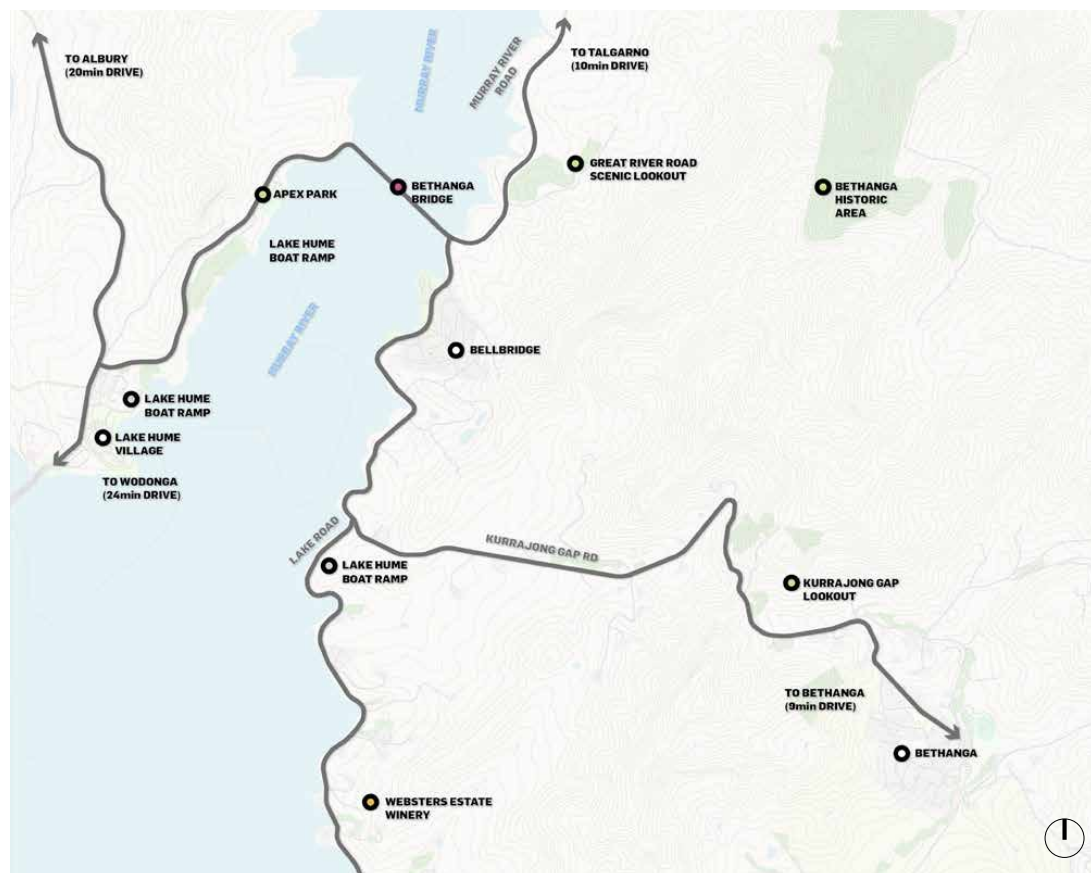 TO ALBURY
(20min DRIVE)
MURRAY RIVER
MURRAY RIVER
ROAD
TO TALGARNO
(10min DRIVE)
GREAT RIVER ROAD
SCENIC LOOKOUT
BETHANGA
BRIDGE
BETHANGA
HISTORIC
AREA
APEX PARK
LAKE HUME
BOAT RAMP
MURRAY RIVER
BELLBRIDGE
LAKE HUME
BOAT RAMP
LAKE HUME
VILLAGE
TO WODONGA
(24min DRIVE)
LAKE ROAD
KURRAJONG GAP RD
LAKE HUME
BOAT RAMP
KURRAJONG GAP
LOOKOUT
TO BETHANGA
(9min DRIVE)
BETHANGA
WEBSTERS ESTATE
WINERY